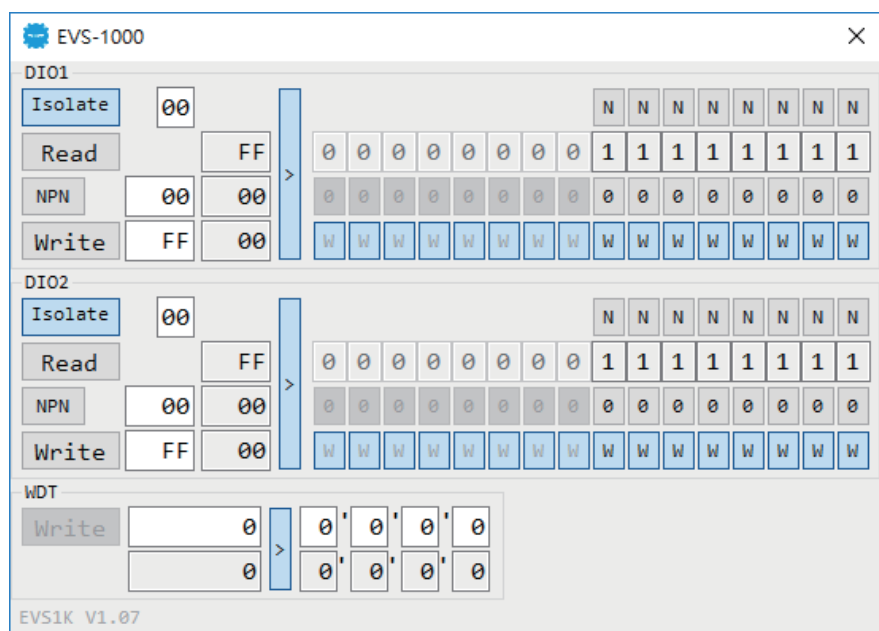 EVS-1000
DIO1
Isolate 00 N N N N N N N N
Read FF > 0 0 0 0 0 0 0 0 1 1 1 1 1 1 1 1
NPN 00 00 0 0 0 0 0 0 0 0 0 0 0 0 0 0 0 0
Write FF 00 W W W W W W W W W W W W W W W W
DIO2
Isolate 00 N N N N N N N N
Read FF > 0 0 0 0 0 0 0 0 1 1 1 1 1 1 1 1
NPN 00 00 0 0 0 0 0 0 0 0 0 0 0 0 0 0 0 0
Write FF 00 W W W W W W W W W W W W W W W W
WDT
Write 0 > 0 ' 0 ' 0 ' 0
0 0 ' 0 ' 0 ' 0
EVS1K V1.07